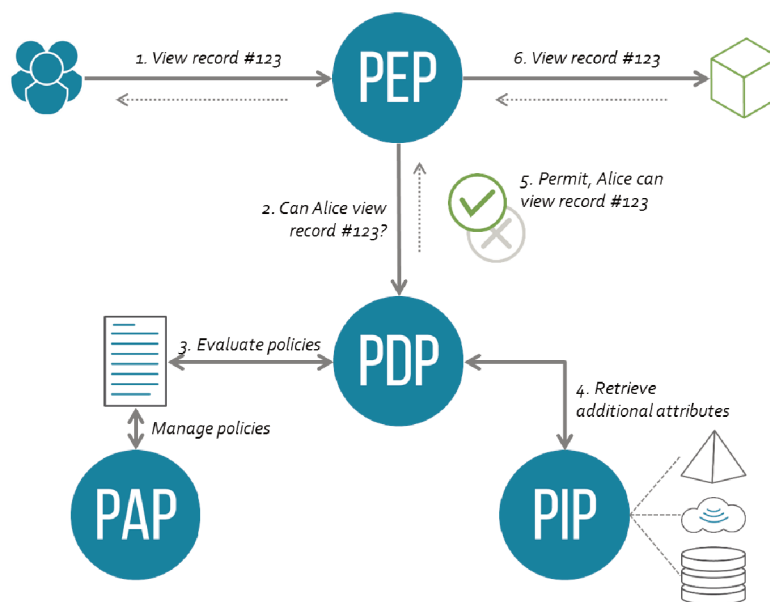 1. View record #123
PEP
6. View record #123
2. Can Alice view
record #123?
5. Permit, Alice can
view record #123
3. Evaluate policies
PDP
4. Retrieve
additional attributes
Manage policies
PAP
PIP